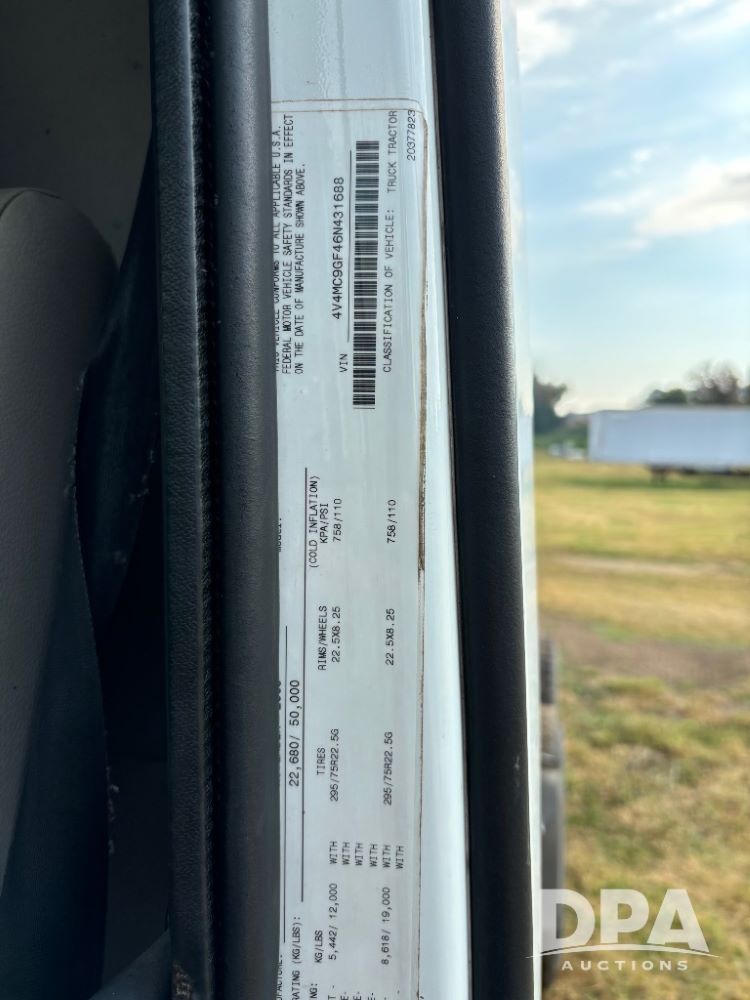 20377823
THIS VEHICLE CONFORMS TO ALL APPLICABLE U.S.A.
FEDERAL MOTOR VEHICLE SAFETY STANDARDS IN EFFECT
ON THE DATE OF MANUFACTURE SHOWN ABOVE.
VIN 4V4MC9GF46N431688
CLASSIFICATION OF VEHICLE: TRUCK TRACTOR
22,680/ 50,000
(KG/LBS):
KG/LBS TIRES RIMS/WHEELS (COLD INFLATION) KPA/PSI
5,442/ 12,000 WITH 295/75R22.5G 22.5X8.25 758/110
WITH
WITH
WITH
8,618/ 19,000 WITH 295/75R22.5G 22.5X8.25 758/110
WITH
DPA
AUCTIONS